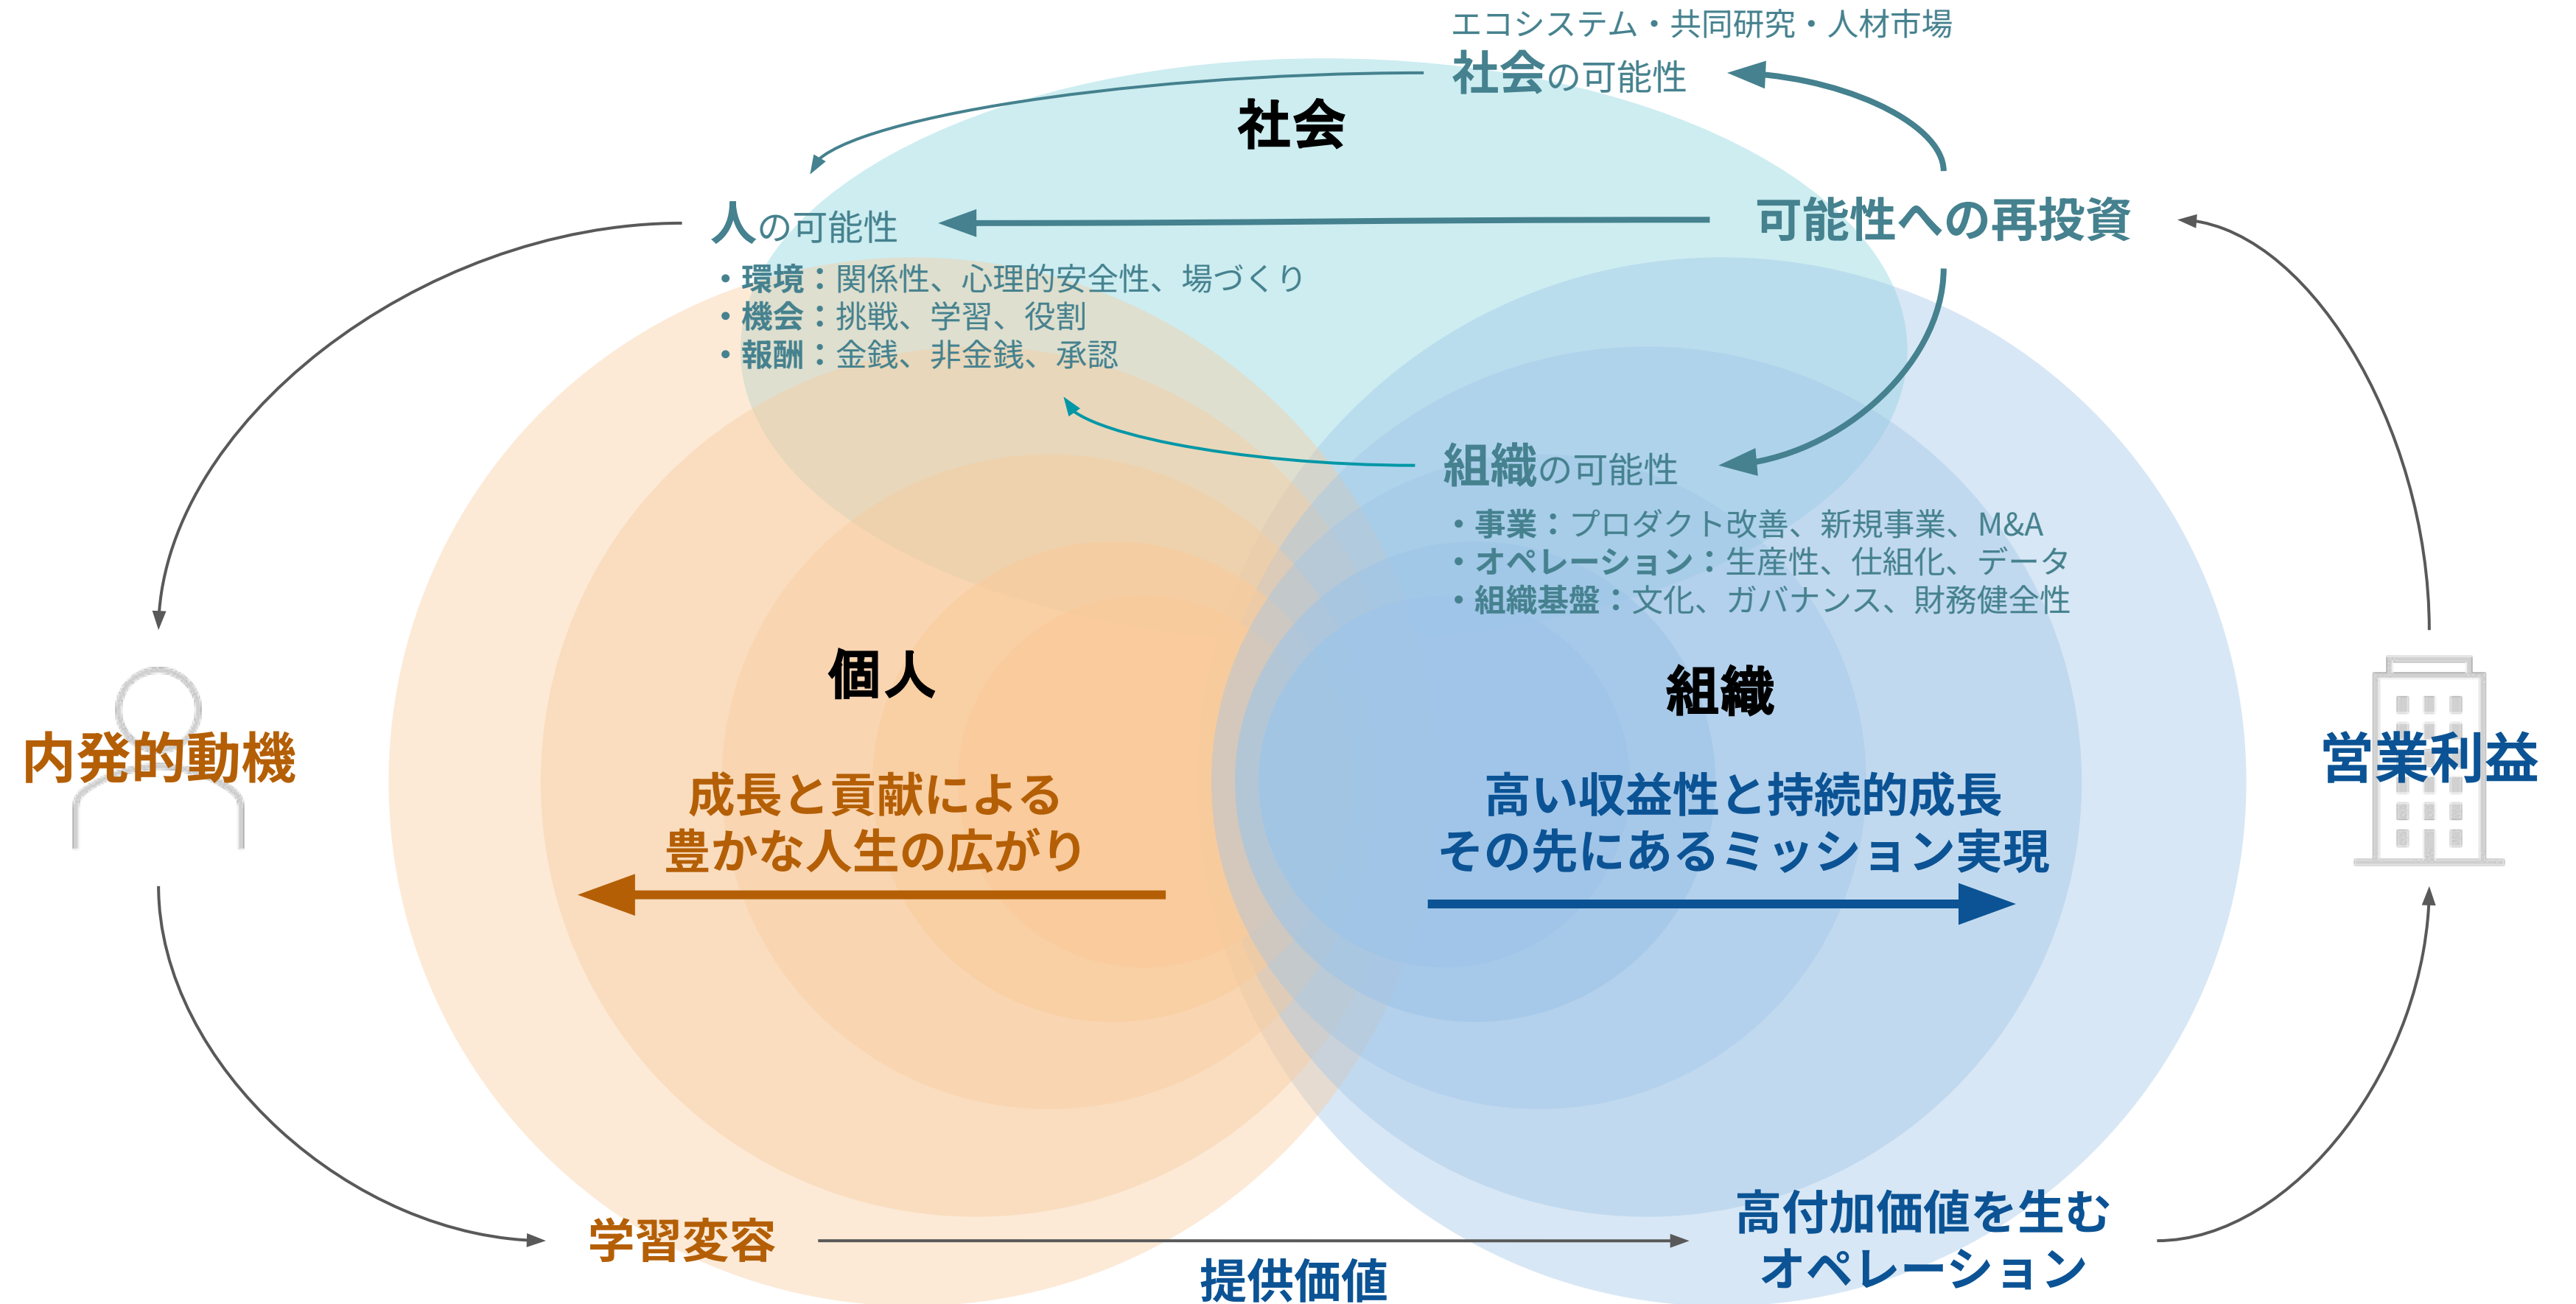 エコシステム・共同研究・人材市場
社会の可能性
社会
人の可能性
可能性への再投資
・環境：関係性、心理的安全性、場づくり
・機会：挑戦、学習、役割
・報酬：金銭、非金銭、承認
組織の可能性
・事業：プロダクト改善、新規事業、M&A
・オペレーション：生産性、仕組化、データ
・組織基盤：文化、ガバナンス、財務健全性
個人
組織
内発的動機
営業利益
成長と貢献による
豊かな人生の広がり
高い収益性と持続的成長
その先にあるミッション実現
学習変容
提供価値
高付加価値を生む
オペレーション